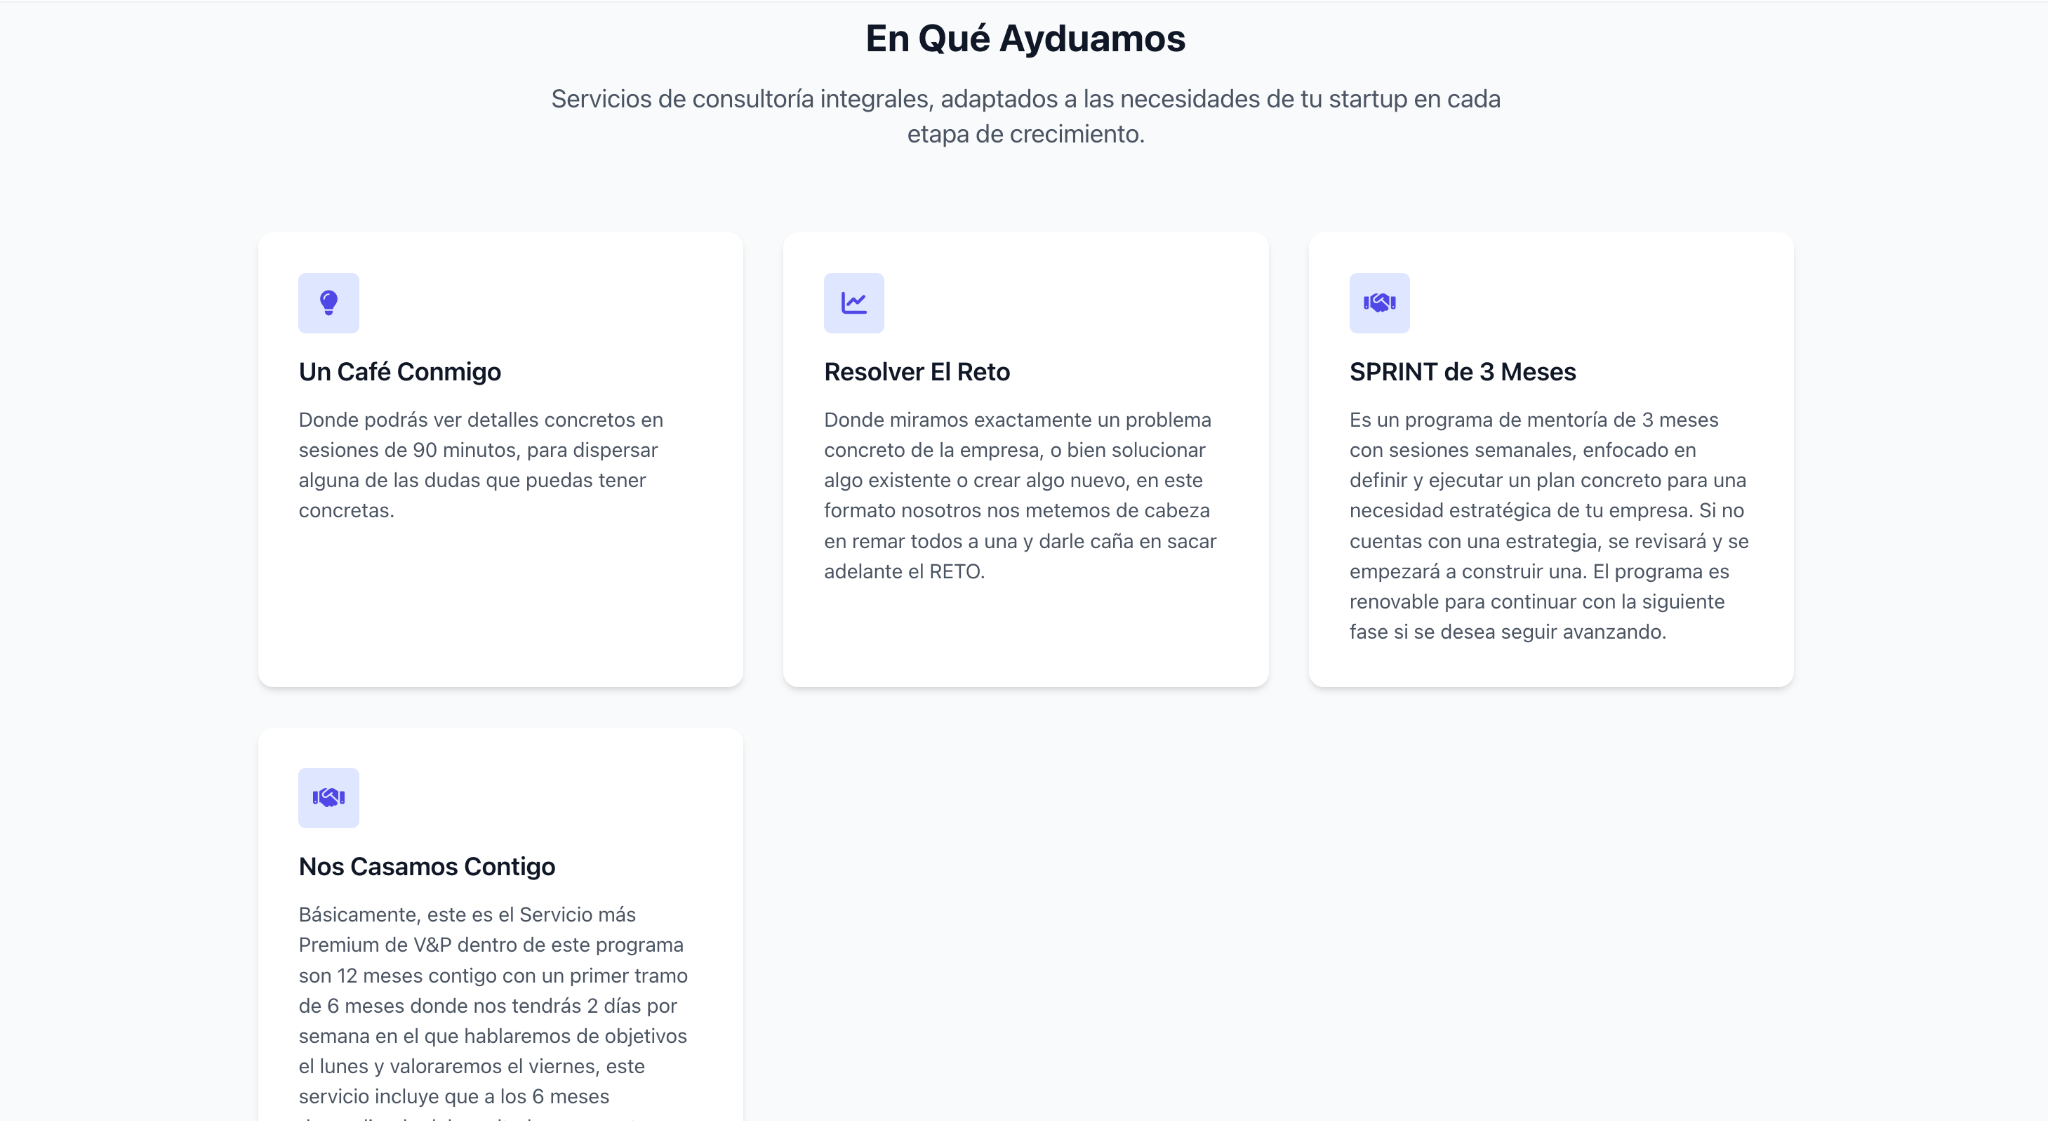 En Qué Ayduamos
Servicios de consultoría integrales, adaptados a las necesidades de tu startup en cada
etapa de crecimiento.
Un Café Conmigo
Donde podrás ver detalles concretos en
sesiones de 90 minutos, para dispersar
alguna de las dudas que puedas tener
concretas.
Resolver El Reto
Donde miramos exactamente un problema
concreto de la empresa, o bien solucionar
algo existente o crear algo nuevo, en este
formato nosotros nos metemos de cabeza
en remar todos a una y darle caña en sacar
adelante el RETO.
SPRINT de 3 Meses
Es un programa de mentoría de 3 meses
con sesiones semanales, enfocado en
definir y ejecutar un plan concreto para una
necesidad estratégica de tu empresa. Si no
cuentas con una estrategia, se revisará y se
empezará a construir una. El programa es
renovable para continuar con la siguiente
fase si se desea seguir avanzando.
Nos Casamos Contigo
Básicamente, este es el Servicio más
Premium de V&P dentro de este programa
son 12 meses contigo con un primer tramo
de 6 meses donde nos tendrás 2 días por
semana en el que hablaremos de objetivos
el lunes y valoraremos el viernes, este
servicio incluye que a los 6 meses